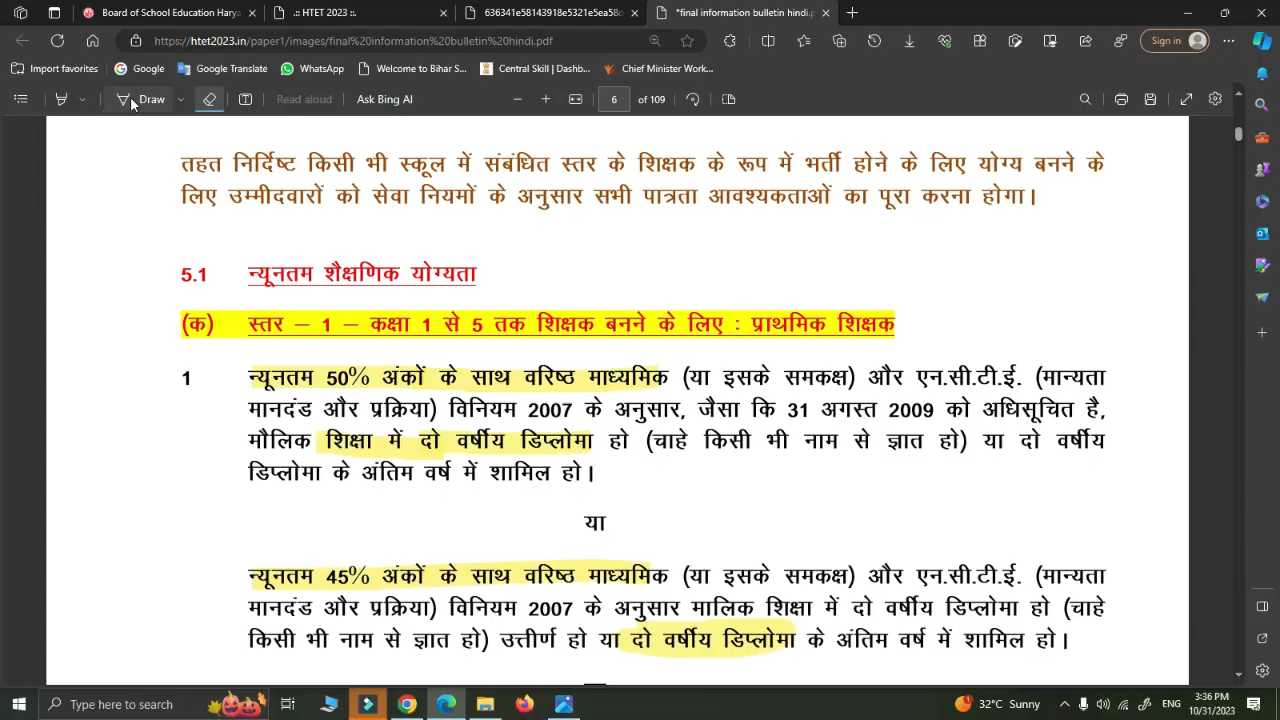 Board of School Education Harya
.:: HTET 2023 ::.
636341e58143918e5321e5ea58
*final information bulletin hindi.p
https://htet2023.in/paper1/images/final%20information%20bulletin%20hindi.pdf
Sign in
Import favorites
Google
Google Translate
WhatsApp
Welcome to Bihar S...
Central Skill | Dashb...
Chief Minister Work...
Draw
Read aloud
Ask Bing AI
6 of 109
तहत निर्दिष्ट किसी भी स्कूल में संबंधित स्तर के शिक्षक के रूप में भर्ती होने के लिए योग्य बनने के
लिए उम्मीदवारों को सेवा नियमों के अनुसार सभी पात्रता आवश्यकताओं का पूरा करना होगा।
5.1 न्यूनतम शैक्षणिक योग्यता
(क) स्तर – 1 – कक्षा 1 से 5 तक शिक्षक बनने के लिए : प्राथमिक शिक्षक
1 न्यूनतम 50% अंकों के साथ वरिष्ठ माध्यमिक (या इसके समकक्ष) और एन.सी.टी.ई. (मान्यता
मानदंड और प्रक्रिया) विनियम 2007 के अनुसार, जैसा कि 31 अगस्त 2009 को अधिसूचित है,
मौलिक शिक्षा में दो वर्षीय डिप्लोमा हो (चाहे किसी भी नाम से ज्ञात हो) या दो वर्षीय
डिप्लोमा के अंतिम वर्ष में शामिल हो।
या
न्यूनतम 45% अंकों के साथ वरिष्ठ माध्यमिक (या इसके समकक्ष) और एन.सी.टी.ई. (मान्यता
मानदंड और प्रक्रिया) विनियम 2007 के अनुसार मालिक शिक्षा में दो वर्षीय डिप्लोमा हो (चाहे
किसी भी नाम से ज्ञात हो) उत्तीर्ण हो या दो वर्षीय डिप्लोमा के अंतिम वर्ष में शामिल हो।
Type here to search
32°C Sunny
ENG
3:36 PM
10/31/2023